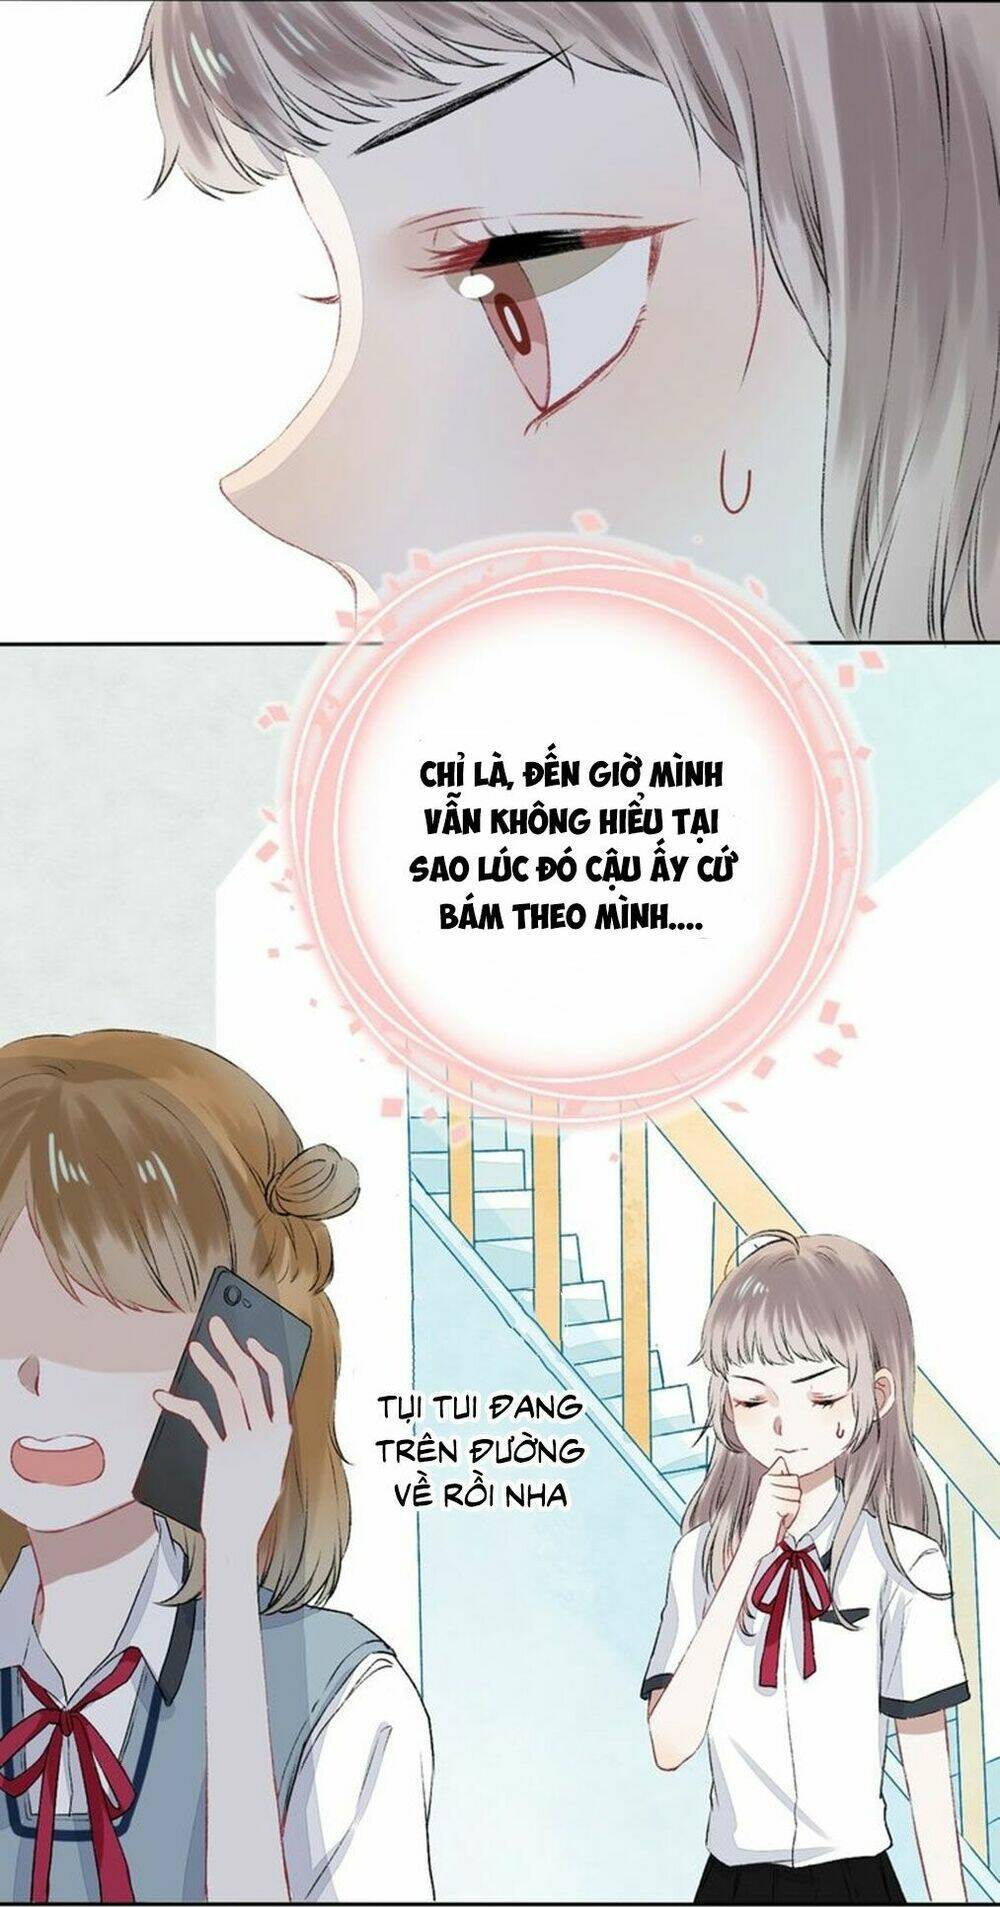 CHỈ LÀ, ĐẾN GIỜ MÌNH
VẪN KHÔNG HIỂU TẠI
SAO LÚC ĐÓ CẬU ẤY CỨ
BÁM THEO MÌNH....
TỤI TUI ĐANG
TRÊN ĐƯỜNG
VỀ RỒI NHA